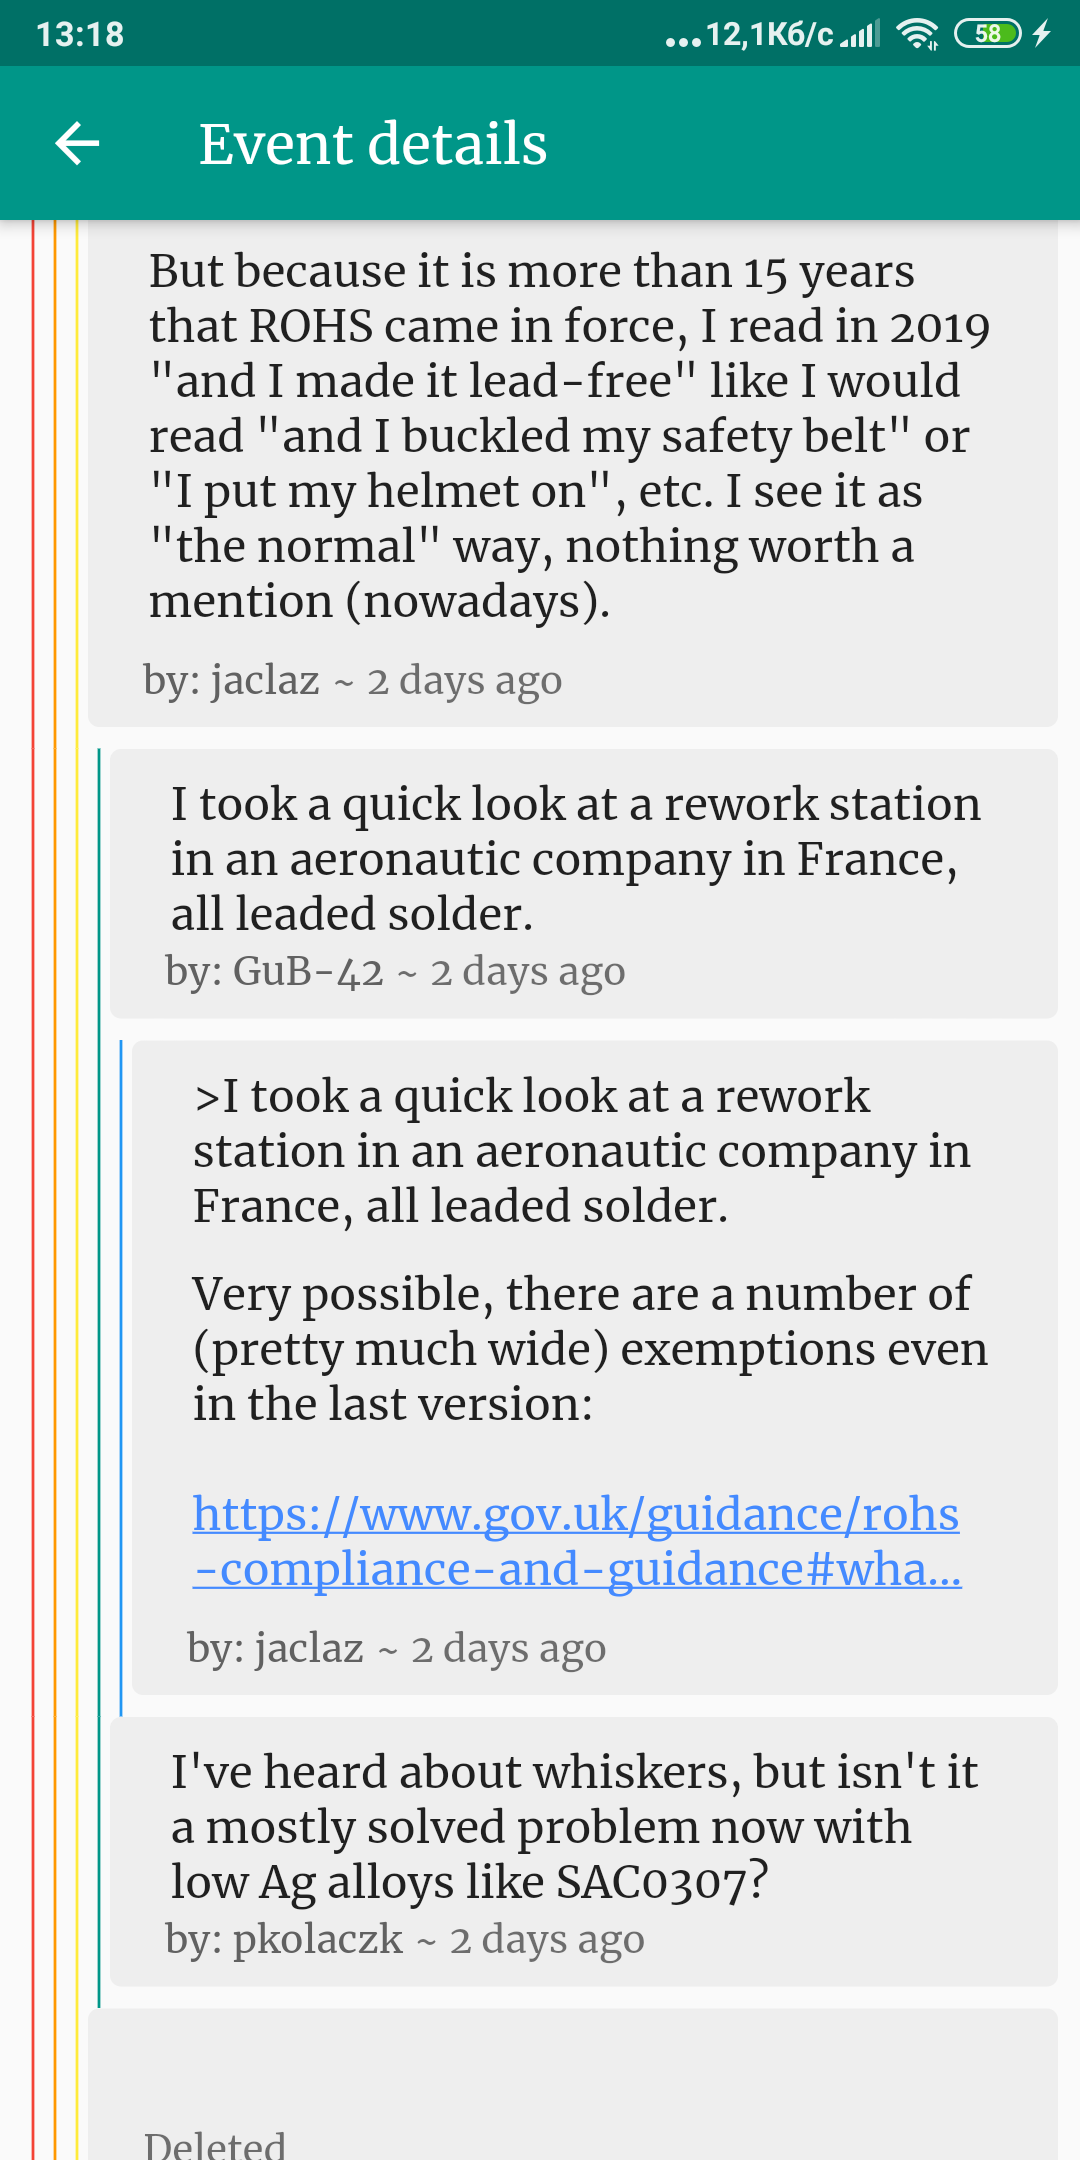 13:18
...12,1Кб/с
58
Event details
But because it is more than 15 years
that ROHS came in force, I read in 2019
"and I made it lead-free" like I would
read "and I buckled my safety belt" or
"I put my helmet on", etc. I see it as
"the normal" way, nothing worth a
mention (nowadays).
by: jaclaz ~ 2 days ago
I took a quick look at a rework station
in an aeronautic company in France,
all leaded solder.
by: GuB-42 ~ 2 days ago
>I took a quick look at a rework
station in an aeronautic company in
France, all leaded solder.
Very possible, there are a number of
(pretty much wide) exemptions even
in the last version:
https://www.gov.uk/guidance/rohs
-compliance-and-guidance#wha...
by: jaclaz ~ 2 days ago
I've heard about whiskers, but isn't it
a mostly solved problem now with
low Ag alloys like SAC0307?
by: pkolaczk ~ 2 days ago
Deleted